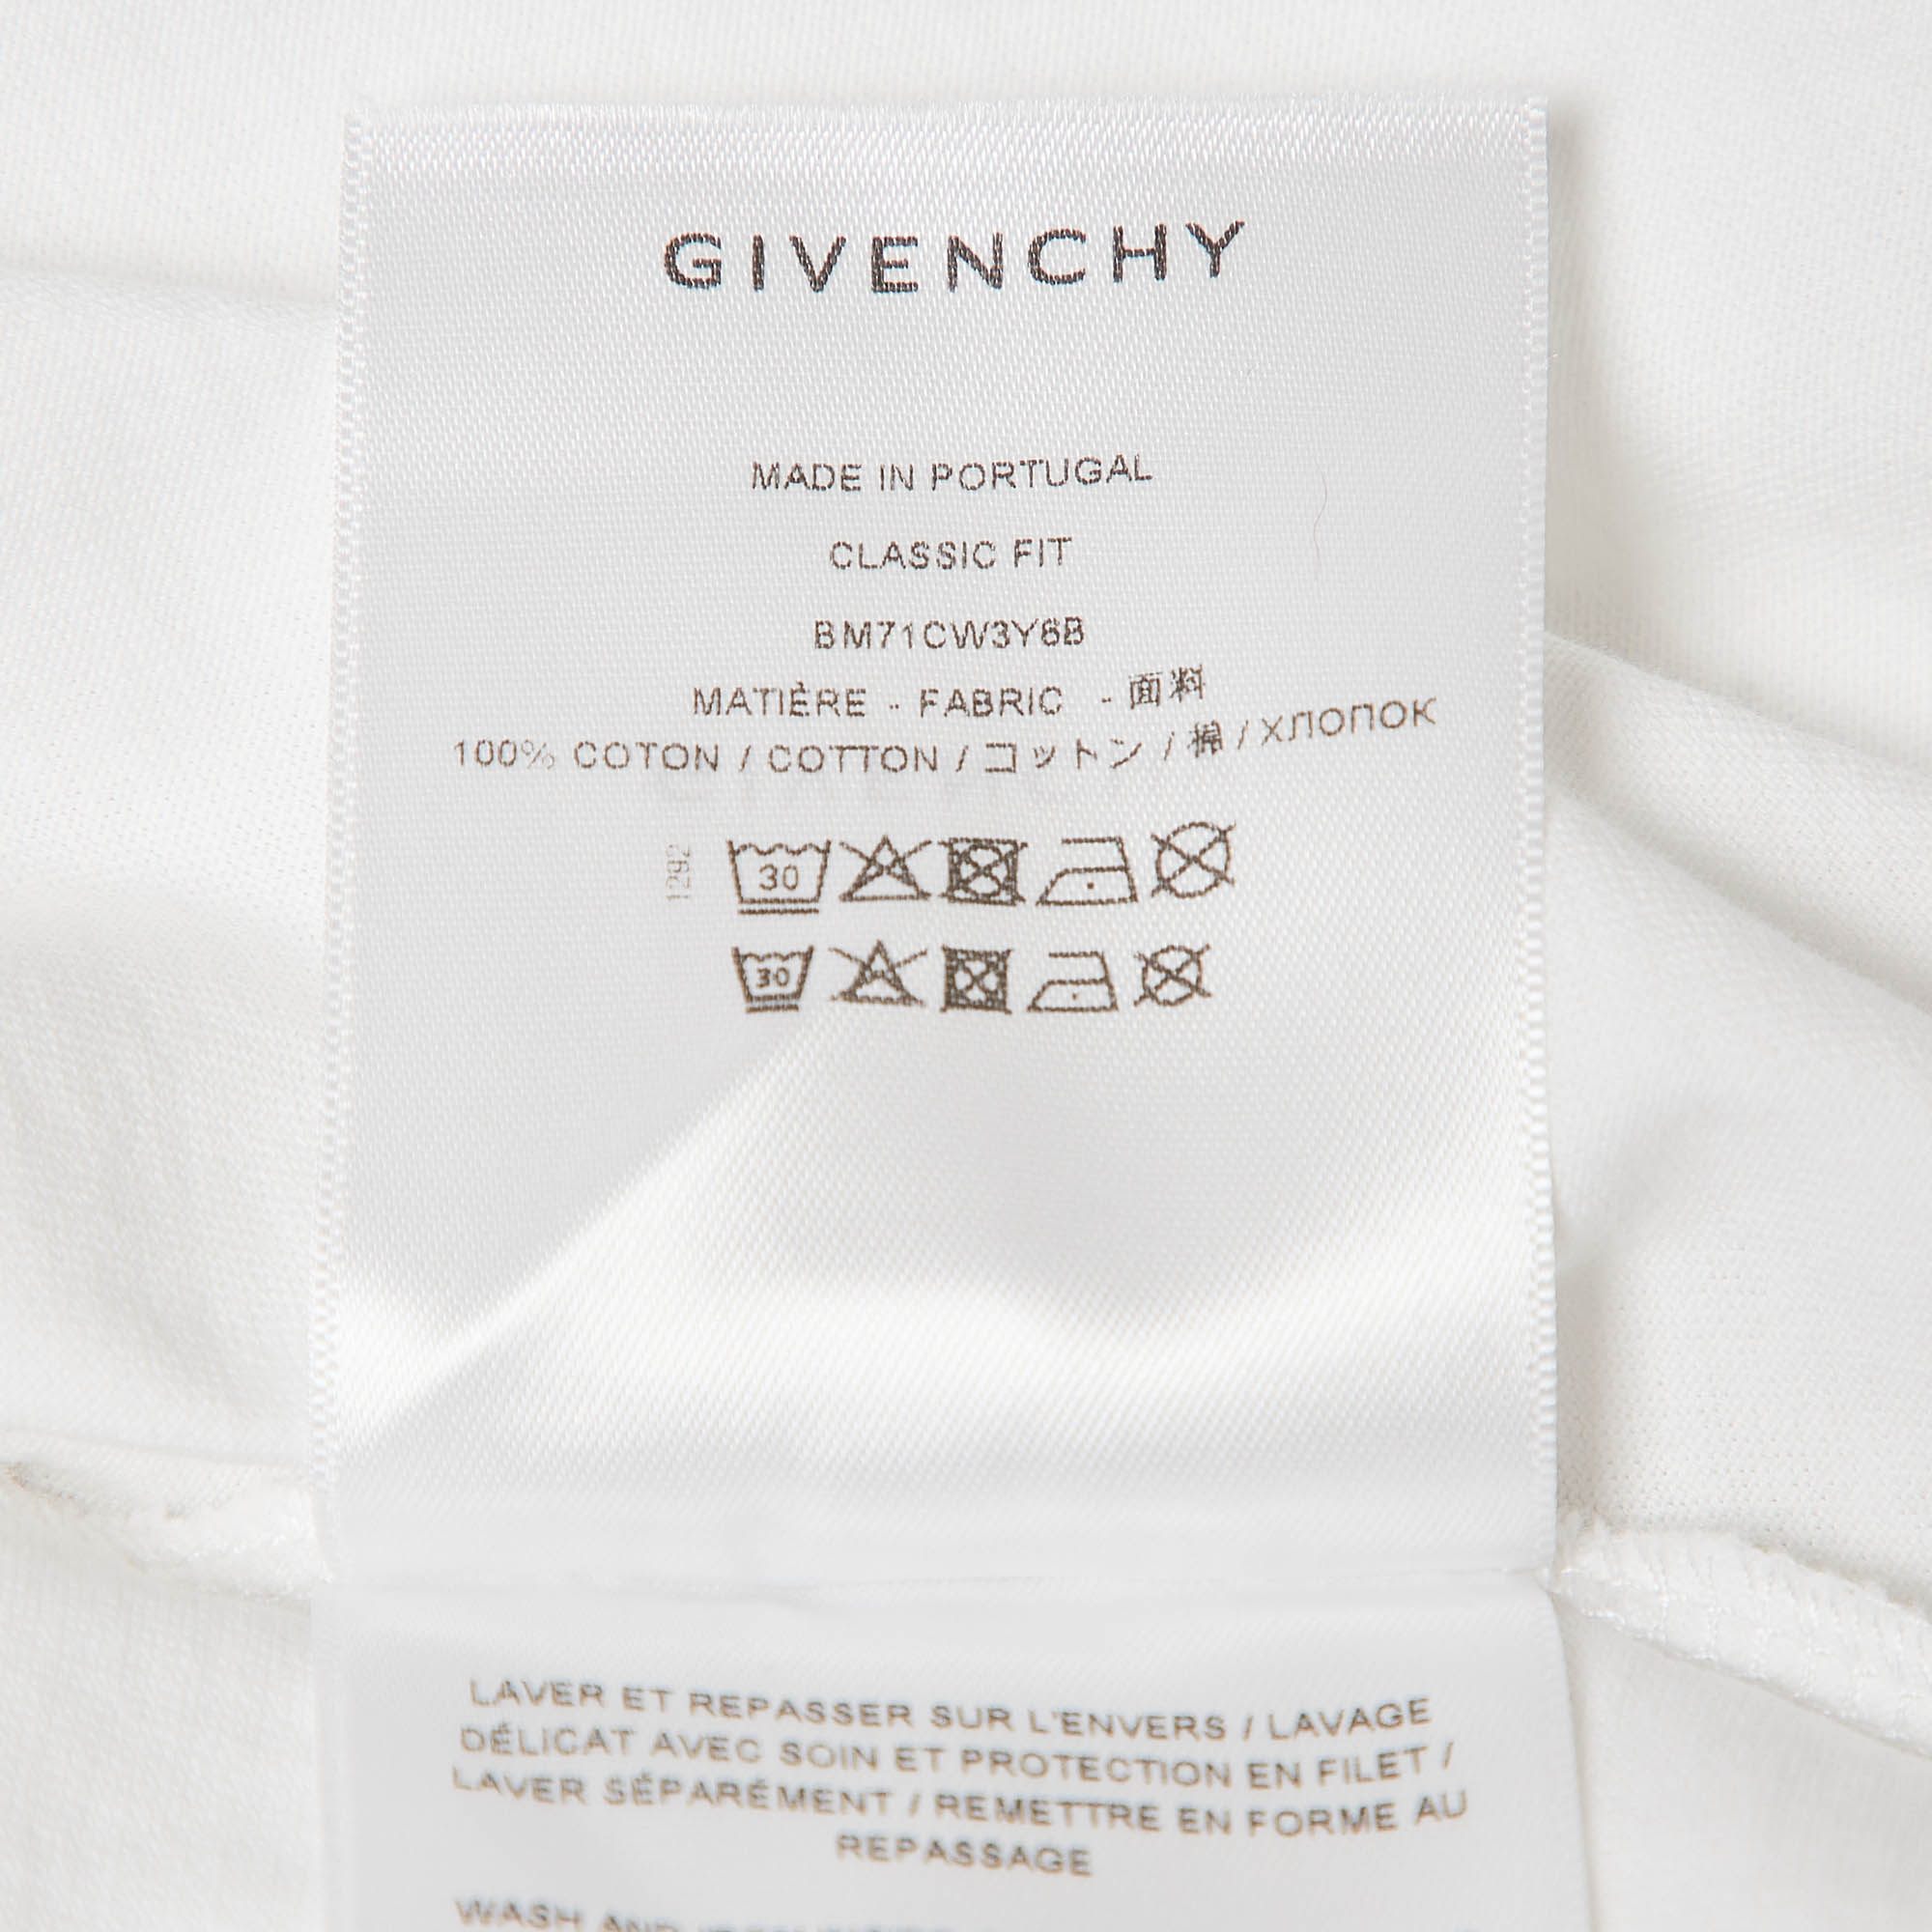 GIVENCHY
MADE IN PORTUGAL
CLASSIC FIT
BM71CW3Y6B
MATIÈRE - FABRIC - 面料
100% COTON / COTTON / コットン / 棉 / ХЛОПОК
1292
30
30
LAVER ET REPASSER SUR L'ENVERS / LAVAGE
DÉLICAT AVEC SOIN ET PROTECTION EN FILET /
LAVER SÉPARÉMENT / REMETTRE EN FORME AU
REPASSAGE
WASH AND